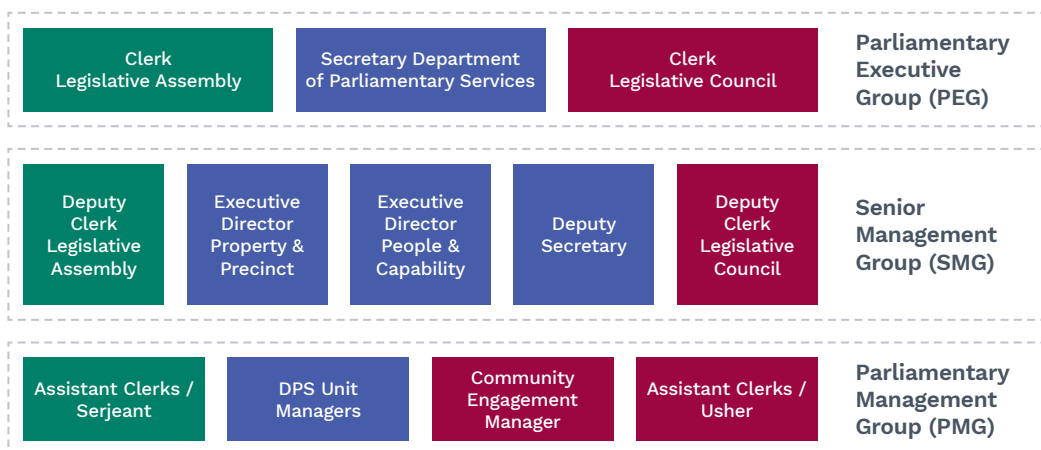 Clerk
Legislative Assembly
Secretary Department
of Parliamentary Services
Clerk
Legislative Council
Parliamentary
Executive
Group (PEG)
Deputy
Clerk
Legislative
Assembly
Executive
Director
Property &
Precinct
Executive
Director
People &
Capability
Deputy
Secretary
Deputy
Clerk
Legislative
Council
Senior
Management
Group (SMG)
Assistant Clerks /
Serjeant
DPS Unit
Managers
Community
Engagement
Manager
Assistant Clerks /
Usher
Parliamentary
Management
Group (PMG)